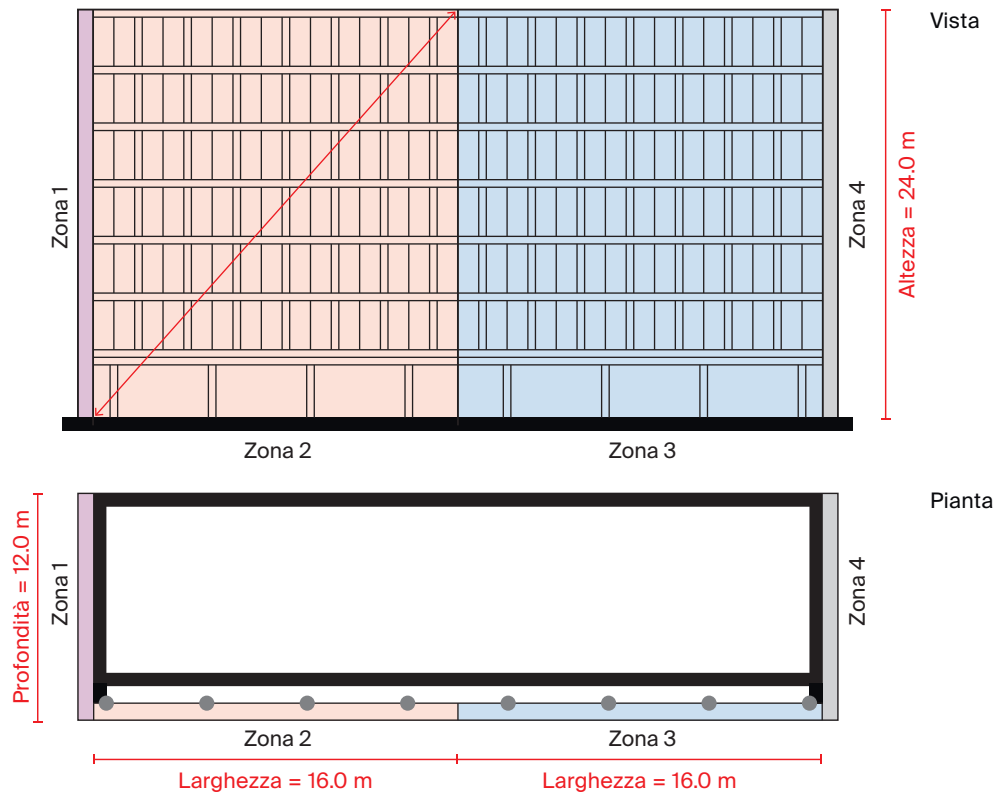 Vista
Zona 1
Zona 4
Altezza = 24.0 m
Zona 2
Zona 3
Pianta
Profondità = 12.0 m
Zona 1
Zona 4
Zona 2
Zona 3
Larghezza = 16.0 m
Larghezza = 16.0 m